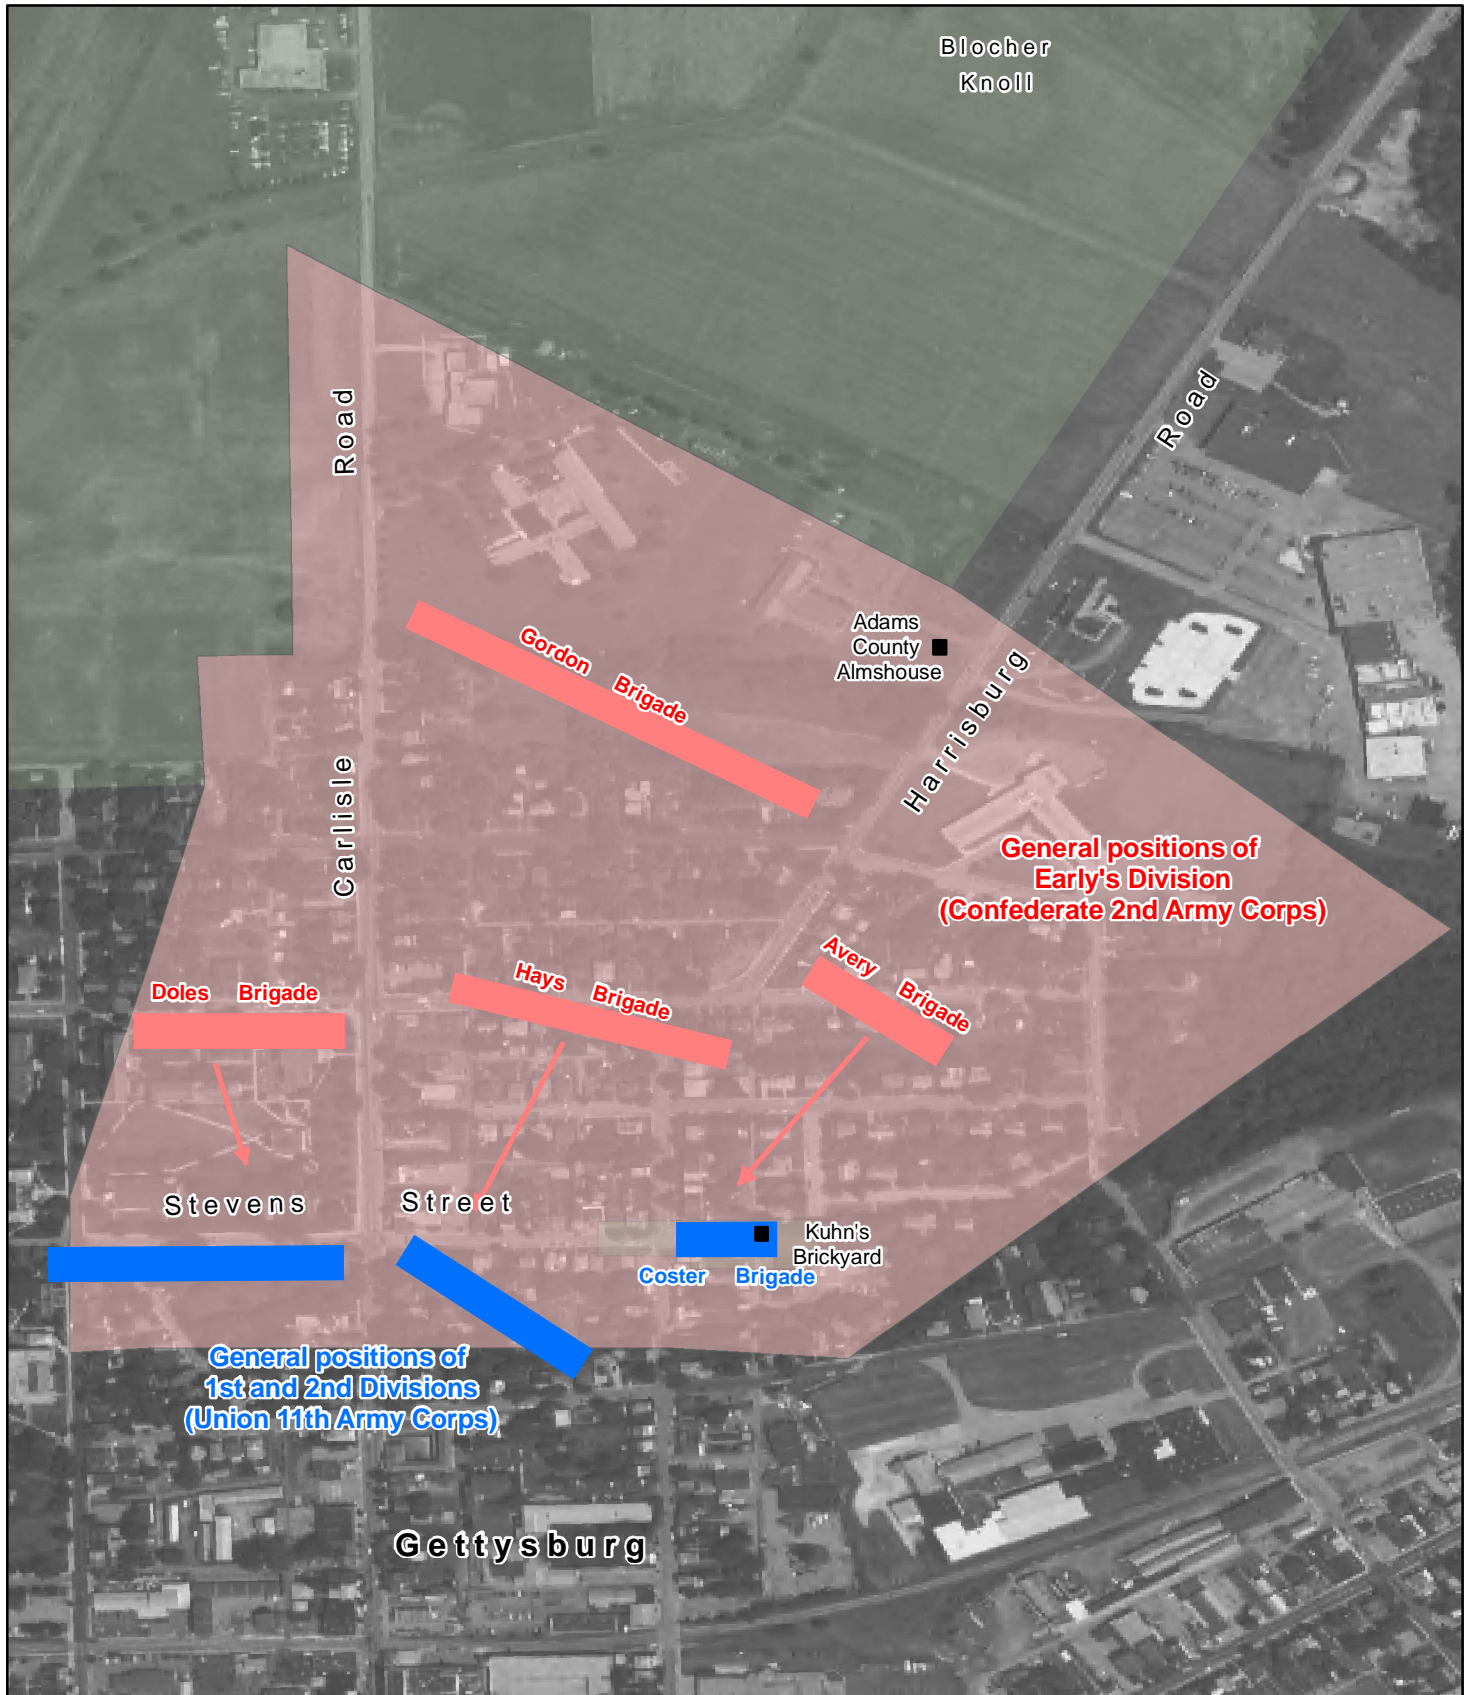 Blocher
Knoll
Road
Road
Adams
County
Almshouse
Gordon Brigade
Harrisburg
Carlisle
General positions of
Early's Division
(Confederate 2nd Army Corps)
Avery Brigade
Hays Brigade
Doles Brigade
Stevens Street
Kuhn's
Brickyard
Coster Brigade
General positions of
1st and 2nd Divisions
(Union 11th Army Corps)
Gettysburg